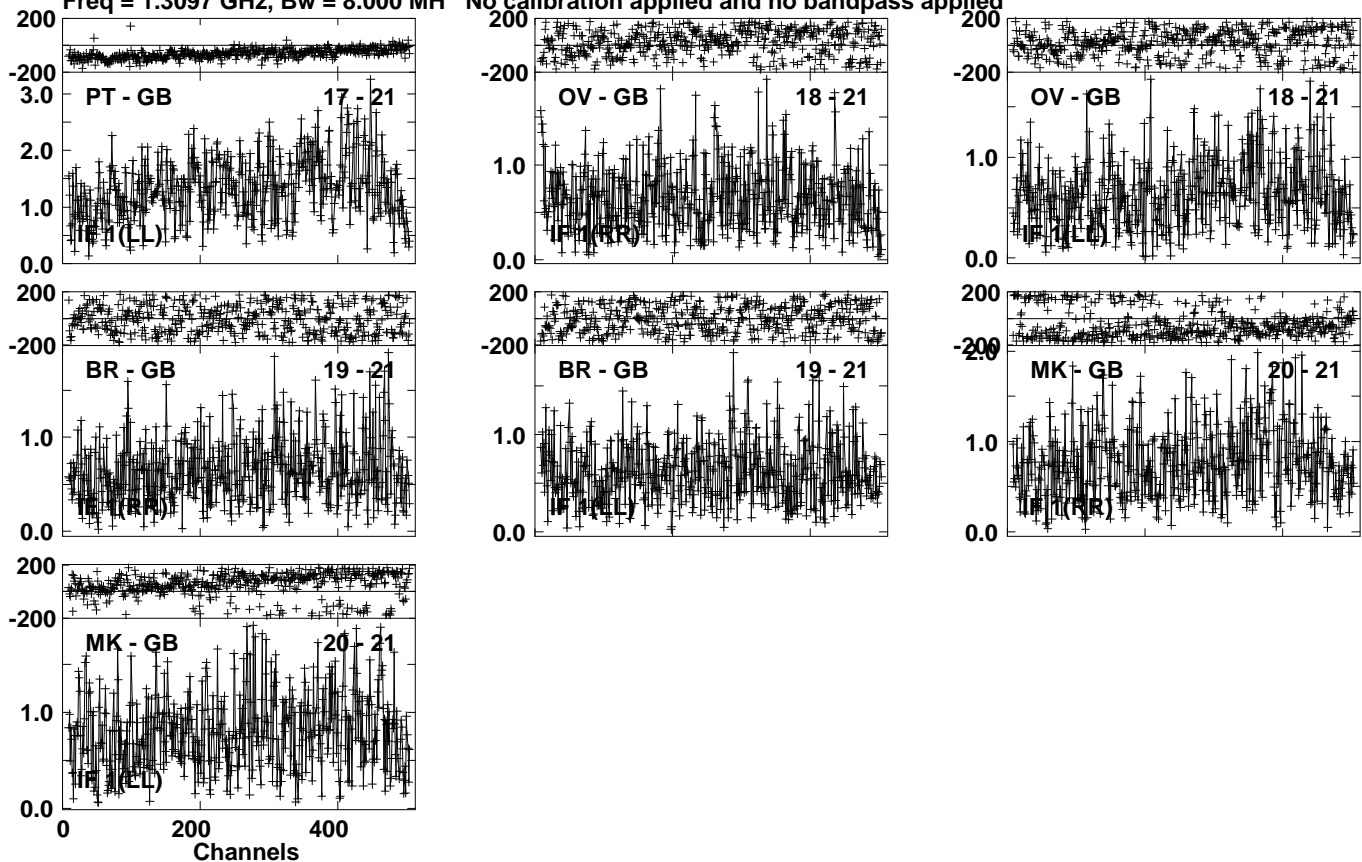 Freq = 1.3097 GHz, Bw = 8.000 MH No calibration applied and no bandpass applied
200
-200
PT - GB 17 - 21
3.0
2.0
1.0
0.0
IF 1(LL)
OV - GB 18 - 21
200
-200
1.0
0.0
IF 1(RR)
OV - GB 18 - 21
200
-200
1.0
0.0
IF 1(LL)
200
-200
BR - GB 19 - 21
1.0
0.0
IF 1(RR)
200
-200
BR - GB 19 - 21
1.0
0.0
IF 1(LL)
200
-200
2.0
MK - GB 20 - 21
1.0
0.0
IF 1(RR)
200
-200
MK - GB 20 - 21
1.0
0.0
IF 1(LL)
0 200 400
Channels